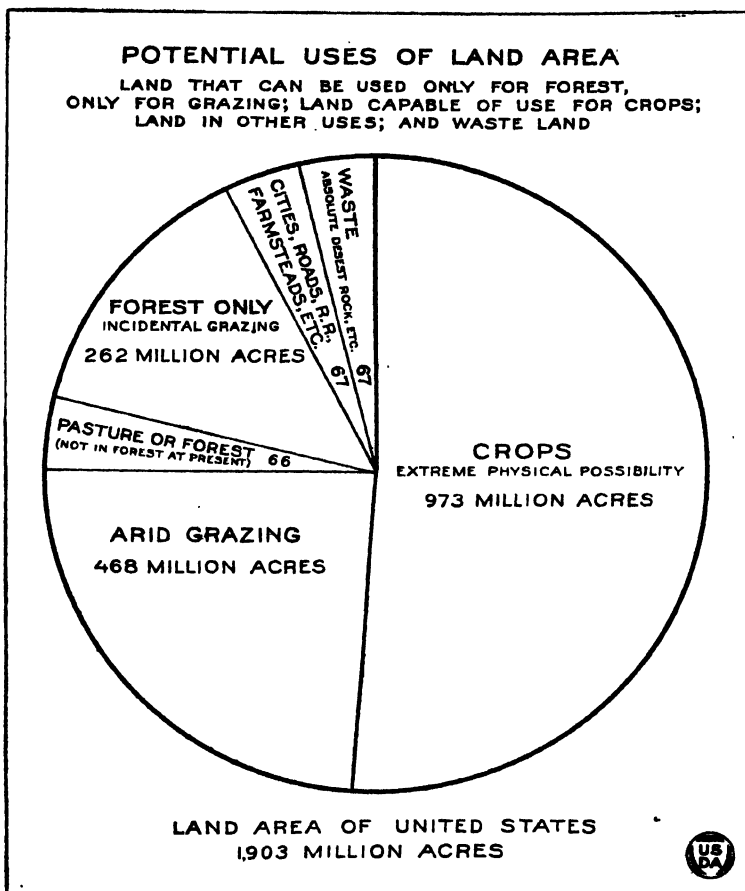 POTENTIAL USES OF LAND AREA
LAND THAT CAN BE USED ONLY FOR FOREST,
ONLY FOR GRAZING; LAND CAPABLE OF USE FOR CROPS;
LAND IN OTHER USES; AND WASTE LAND
WASTE
ABSOLUTE DESERT ROCK, ETC.
67
CITIES, ROADS, R.R.,
FARMSTEADS, ETC.
67
FOREST ONLY
INCIDENTAL GRAZING
262 MILLION ACRES
PASTURE OR FOREST
(NOT IN FOREST AT PRESENT) 66
CROPS
EXTREME PHYSICAL POSSIBILITY
973 MILLION ACRES
ARID GRAZING
468 MILLION ACRES
LAND AREA OF UNITED STATES
1,903 MILLION ACRES
US
DA